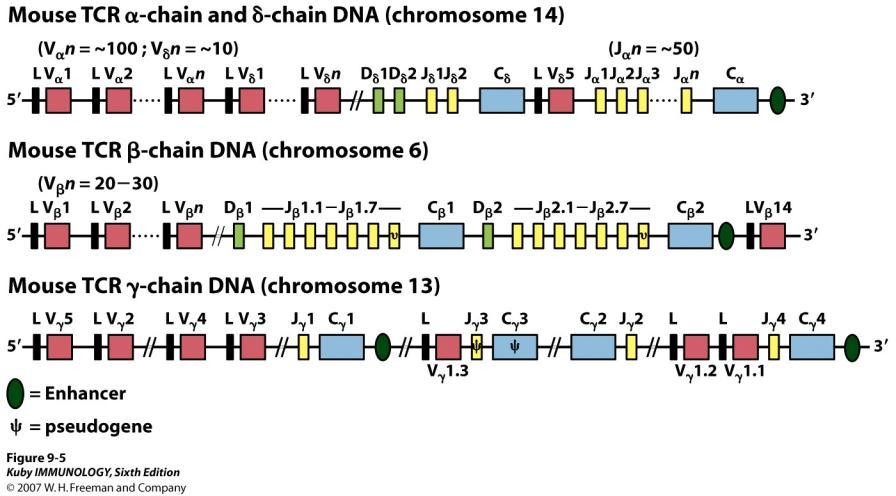 Mouse TCR α-chain and δ-chain DNA (chromosome 14)
(Vαn = ~100 ; Vδn = ~10) (Jαn = ~50)
L Vα1 L Vα2 L Vαn L Vδ1 L Vδn Dδ1 Dδ2 Jδ1 Jδ2 Cδ L Vδ5 Jα1 Jα2 Jα3 Jαn Cα
5′ ..... ..... // ..... 3′
Mouse TCR β-chain DNA (chromosome 6)
(Vβn = 20–30)
L Vβ1 L Vβ2 L Vβn Dβ1 —Jβ1.1–Jβ1.7— Cβ1 Dβ2 —Jβ2.1–Jβ2.7— Cβ2 LVβ14
5′ ..... // υ υ 3′
Mouse TCR γ-chain DNA (chromosome 13)
L Vγ5 L Vγ2 L Vγ4 L Vγ3 Jγ1 Cγ1 L Jγ3 Cγ3 Cγ2 Jγ2 L L Jγ4 Cγ4
5′ // // // ψ ψ // // 3′
Vγ1.3 Vγ1.2 Vγ1.1
= Enhancer
ψ = pseudogene
Figure 9-5
Kuby IMMUNOLOGY, Sixth Edition
© 2007 W. H. Freeman and Company